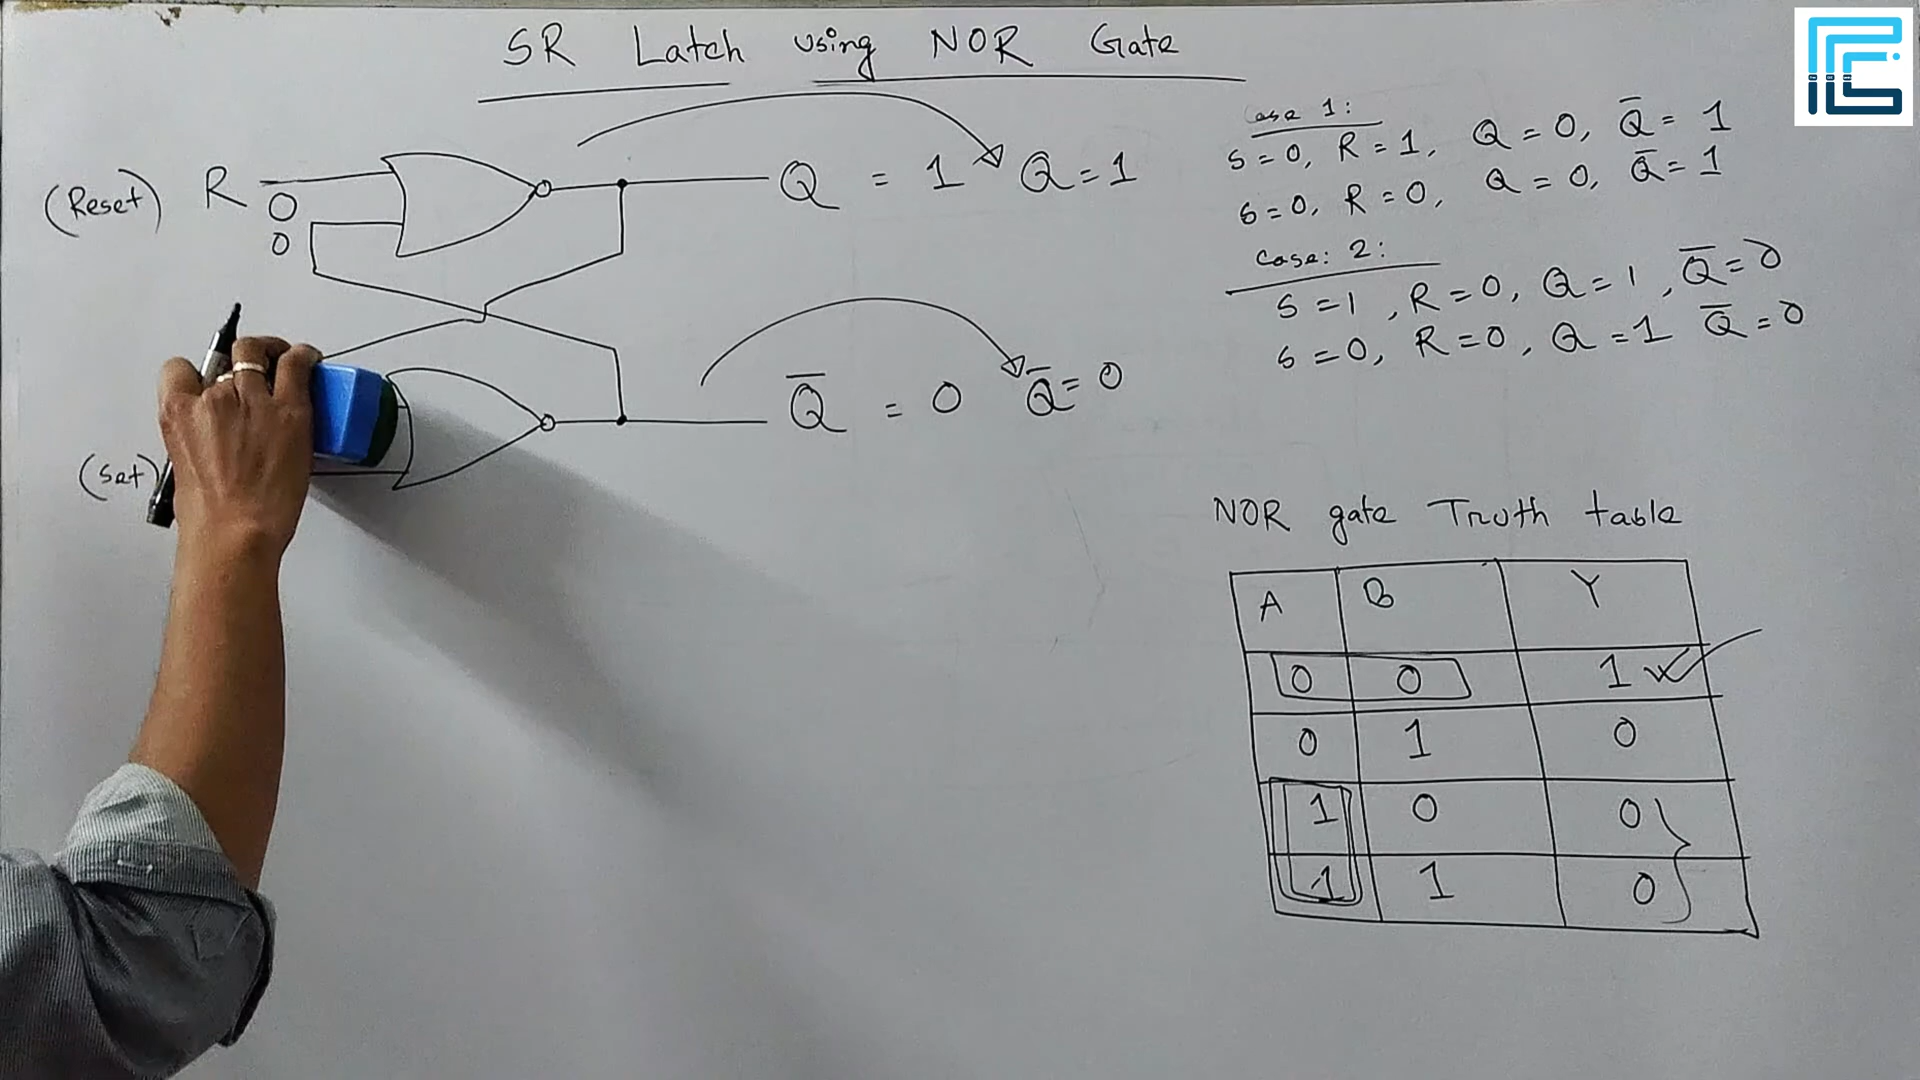 SR Latch using NOR Gate
(Reset) R 0 Q = 1 Q = 1
0
Q̅ = 0 Q̅ = 0
(Set)
Case 1:
S = 0, R = 1, Q = 0, Q̅ = 1
S = 0, R = 0, Q = 0, Q̅ = 1
Case: 2:
S = 1, R = 0, Q = 1, Q̅ = 0
S = 0, R = 0, Q = 1 Q̅ = 0
NOR gate Truth table
A B Y
0 0 1
0 1 0
1 0 0
1 1 0